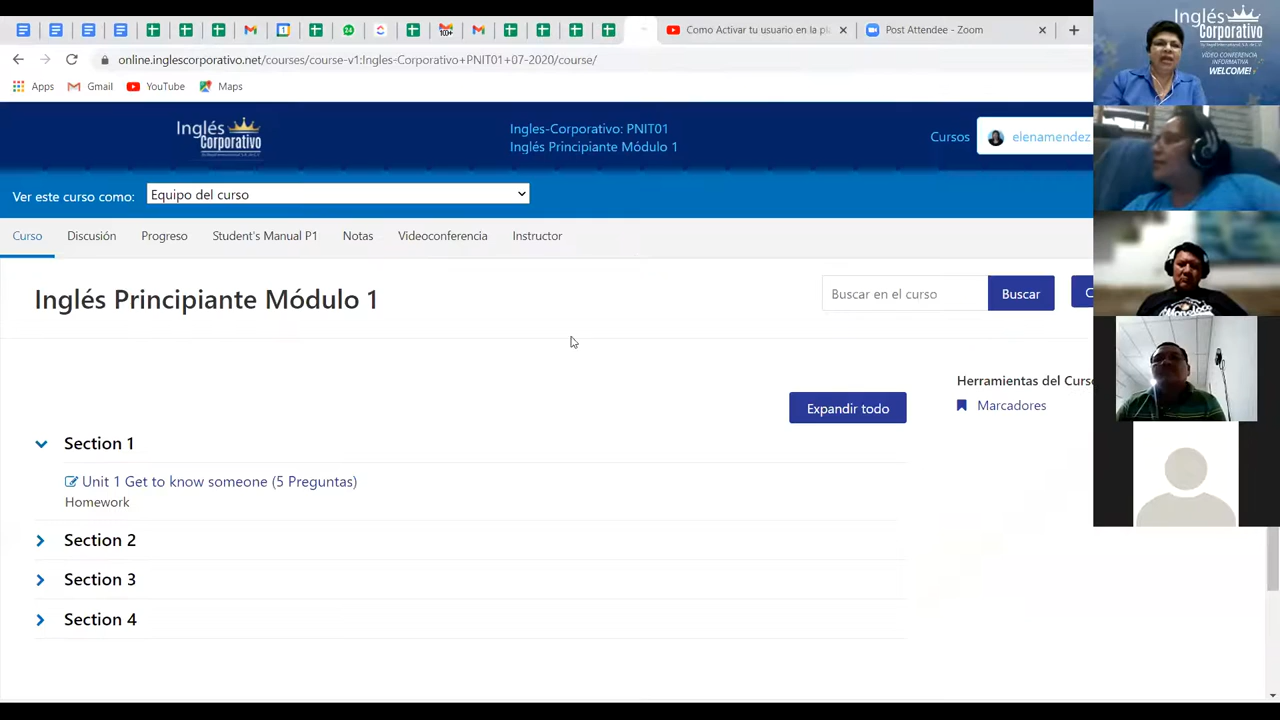 Como Activar tu usuario en la pl
Post Attendee - Zoom
online.inglescorporativo.net/courses/course-v1:Ingles-Corporativo+PNIT01+
course/
Apps
Gmail
YouTube
Maps
Inglés
Corporativo
Ingles-Corporativo: PNIT01
Inglés Principiante Módulo 1
Cursos
elenamendez
Ver este curso como:
Equipo del curso
Curso
Discusión
Progreso
Student's Manual P1
Notas
Videoconferencia
Instructor
Inglés Principiante Módulo 1
Buscar en el curso
Buscar
C
Expandir todo
Herramientas del Curs
Marcadores
Section 1
Unit 1 Get to know someone (5 Preguntas)
Homework
Section 2
Section 3
Section 4
Inglés
Corporativo
VIDEO CONFERENCIA
INFORMATIVA
WELCOME!